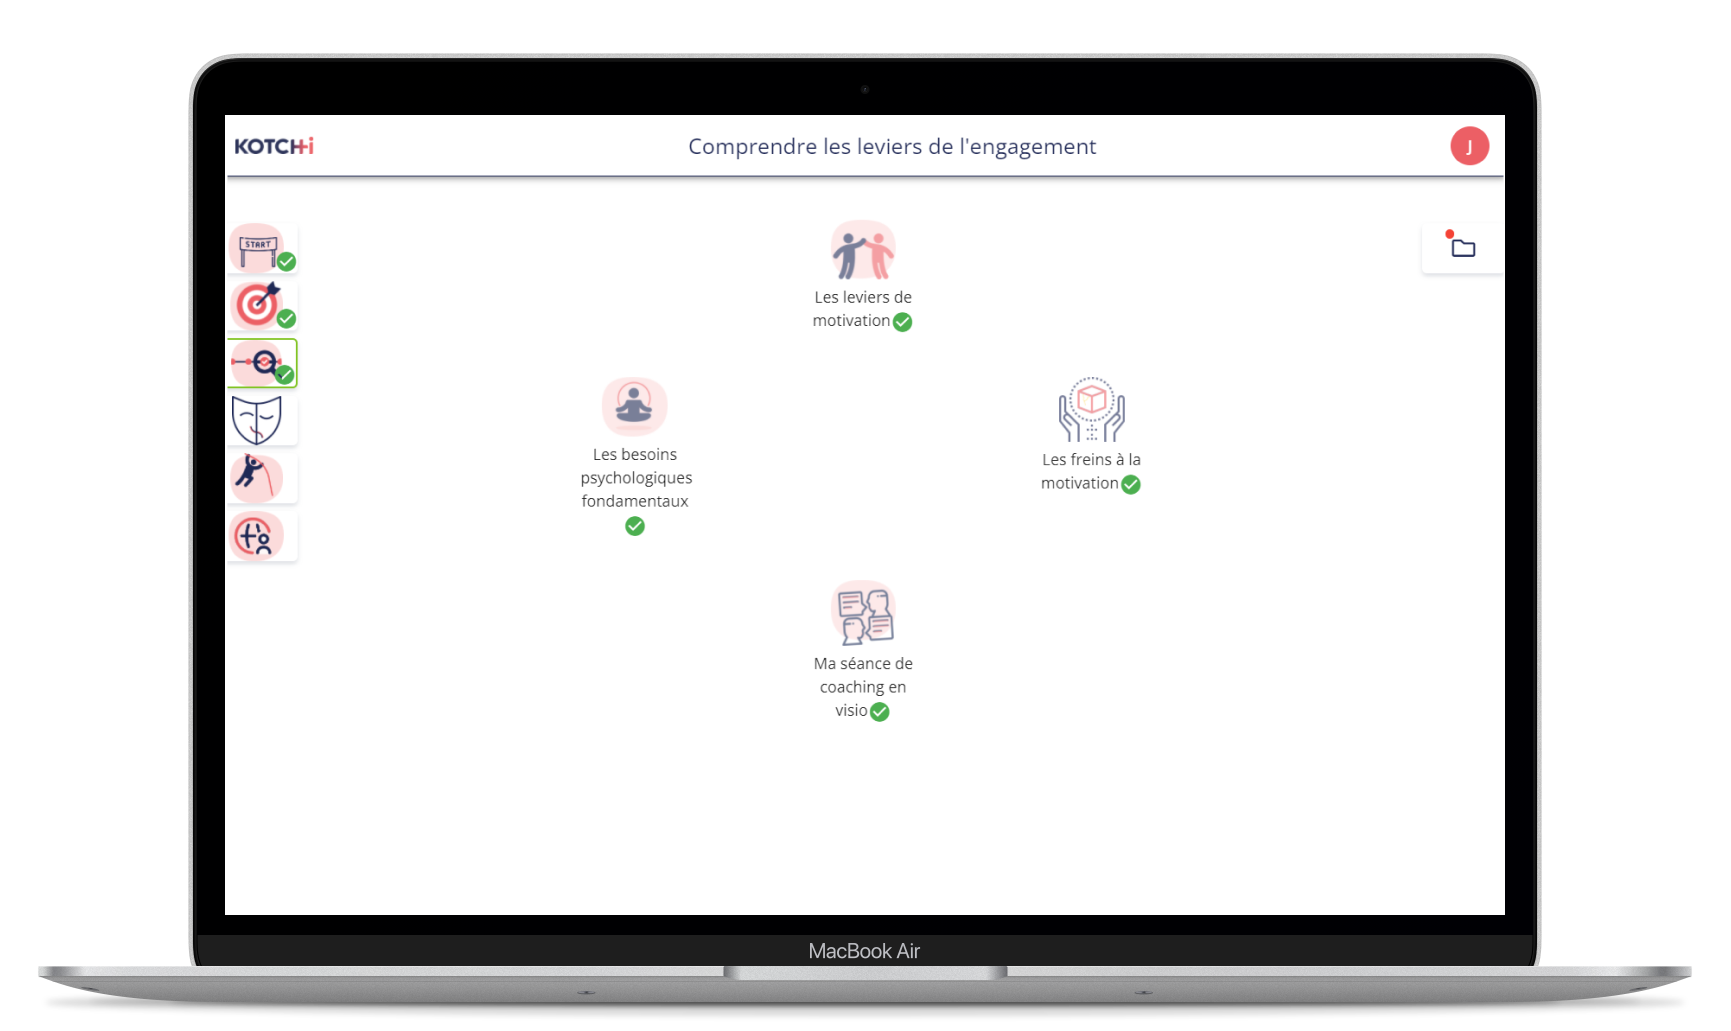 KOTCHi
Comprendre les leviers de l'engagement
J
START
Les leviers de
motivation
Les besoins
psychologiques
fondamentaux
Les freins à la
motivation
Ma séance de
coaching en
visio
MacBook Air